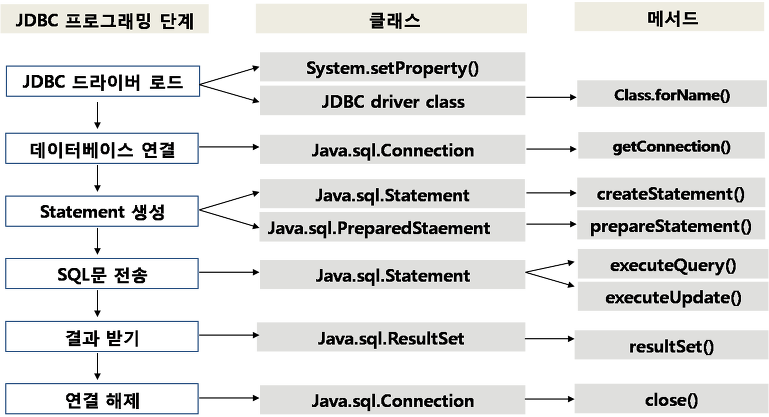 JDBC 프로그래밍 단계
클래스
메서드
JDBC 드라이버 로드
System.setProperty()
JDBC driver class
Class.forName()
데이터베이스 연결
Java.sql.Connection
getConnection()
Statement 생성
Java.sql.Statement
createStatement()
Java.sql.PreparedStaement
prepareStatement()
SQL문 전송
Java.sql.Statement
executeQuery()
executeUpdate()
결과 받기
Java.sql.ResultSet
resultSet()
연결 해제
Java.sql.Connection
close()